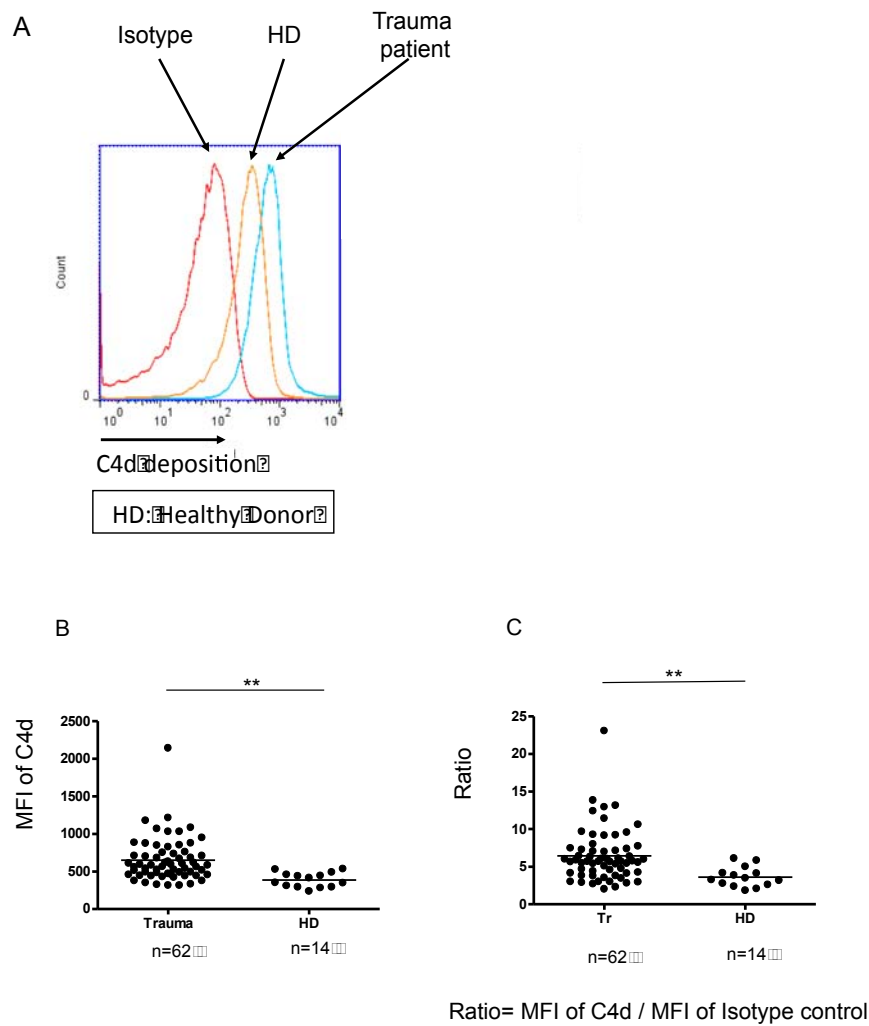 A
Isotype
HD
Trauma
patient
Count
0
10^0 10^1 10^2 10^3 10^4
C4d deposition
HD: Healthy Donor
B
**
MFI of C4d
2500
2000
1500
1000
500
0
Trauma HD
n=62 n=14
C
**
Ratio
25
20
15
10
5
0
Tr HD
n=62 n=14
Ratio= MFI of C4d / MFI of Isotype control